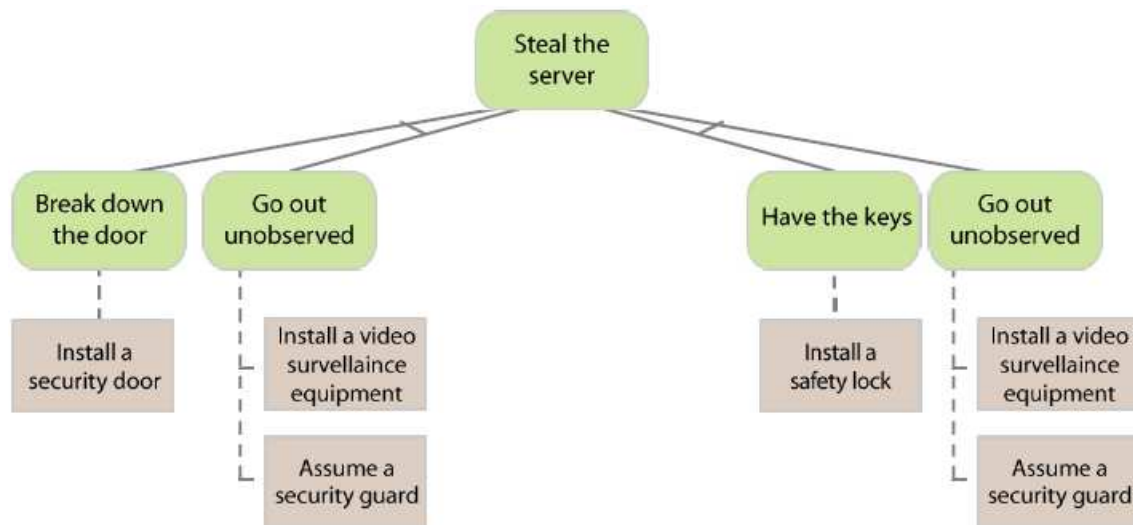 Steal the
server
Break down
the door
Go out
unobserved
Have the keys
Go out
unobserved
Install a
security door
Install a video
survellaince
equipment
Install a
safety lock
Install a video
survellaince
equipment
Assume a
security guard
Assume a
security guard